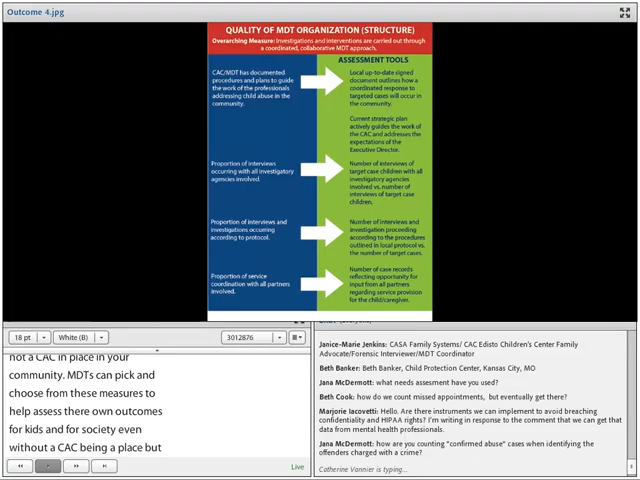 Outcome 4.jpg
QUALITY OF MDT ORGANIZATION (STRUCTURE)
Overarching Measure: Investigations and interventions are carried out through
a coordinated, collaborative MDT approach.
ASSESSMENT TOOLS
CAC/MDT has documented
procedures and plans to guide
the work of the professionals
addressing child abuse in the
community.
Local up-to-date signed
document outlines how a
coordinated response to
targeted cases will occur in
the community.
Current strategic plan
actively guides the work of
the CAC and addresses the
expectations of the
Executive Director.
Proportion of interviews
occurring with all investigatory
agencies involved.
Number of interviews of
target case children with all
investigatory agencies
involved vs. number of
interviews of target case
children.
Proportion of interviews and
investigations occurring
according to protocol.
Number of interviews and
investigation proceeding
according to the procedures
outlined in local protocol vs.
the number of target cases.
Proportion of service
coordination with all partners
involved.
Number of case records
reflecting opportunity for
input from all partners
regarding service provision
for the child/caregiver.
18 pt
White (B)
3012876
not a CAC in place in your
community. MDTs can pick and
choose from these measures to
help assess there own outcomes
for kids and for society even
without a CAC being a place but
Live
Janice-Marie Jenkins: CASA Family Systems/ CAC Edisto Children's Center Family
Advocate/Forensic Interviewer/MDT Coordinator
Beth Banker: Beth Banker, Child Protection Center, Kansas City, MO
Jana McDermott: what needs assessment have you used?
Beth Cook: how do we count missed appointments, but eventually get there?
Marjorie Iacovetti: Hello. Are there instruments we can implement to avoid breaching
confidentiality and HIPAA rights? I'm writing in response to the comment that we can get that
data from mental health professionals.
Jana McDermott: how are you counting "confirmed abuse" cases when identifying the
offenders charged with a crime?
Catherine Vannier is typing...